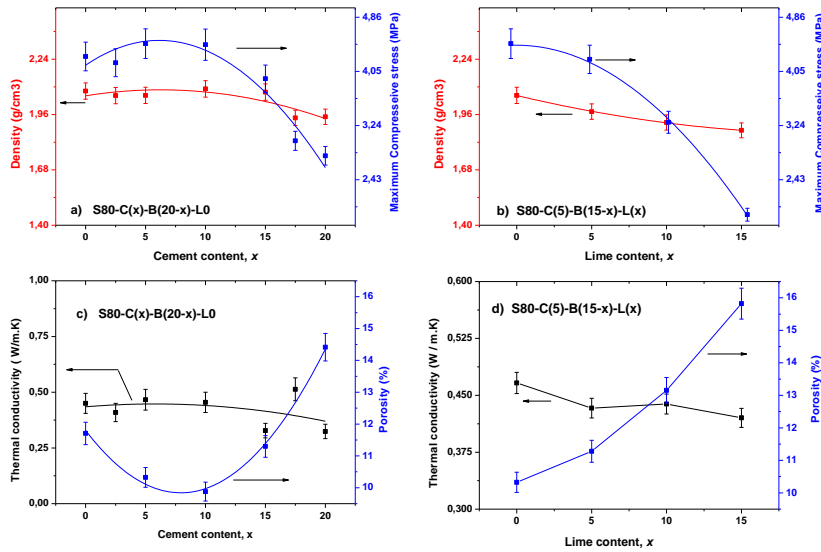 4,86
2,24
4,05
1,96
3,24
1,68
2,43
1,40
Density (g/cm3)
Maximum Compresseive stress (MPa)
a) S80-C(x)-B(20-x)-L0
0 5 10 15 20
Cement content, x
4,86
2,24
4,05
1,96
3,24
1,68
2,43
1,40
Density (g/cm3)
Maximum Compresseive stress (MPa)
b) S80-C(5)-B(15-x)-L(x)
0 5 10 15
Lime content, x
1,00
0,75
0,50
0,25
0,00
Thermal conductivity ( W/m.K)
16
15
14
13
12
11
10
Porosity (%)
c) S80-C(x)-B(20-x)-L0
0 5 10 15 20
Cement content, x
0,600
0,525
0,450
0,375
0,300
Thermal conductivity (W / m.K)
16
15
14
13
12
11
10
Porosity (%)
d) S80-C(5)-B(15-x)-L(x)
0 5 10 15
Lime content, x